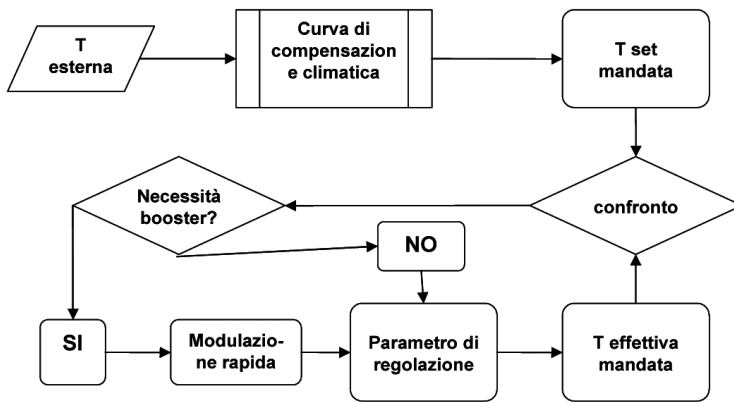 T
esterna
Curva di
compensazion
e climatica
T set
mandata
Necessità
booster?
confronto
NO
SI
Modulazio-
ne rapida
Parametro di
regolazione
T effettiva
mandata